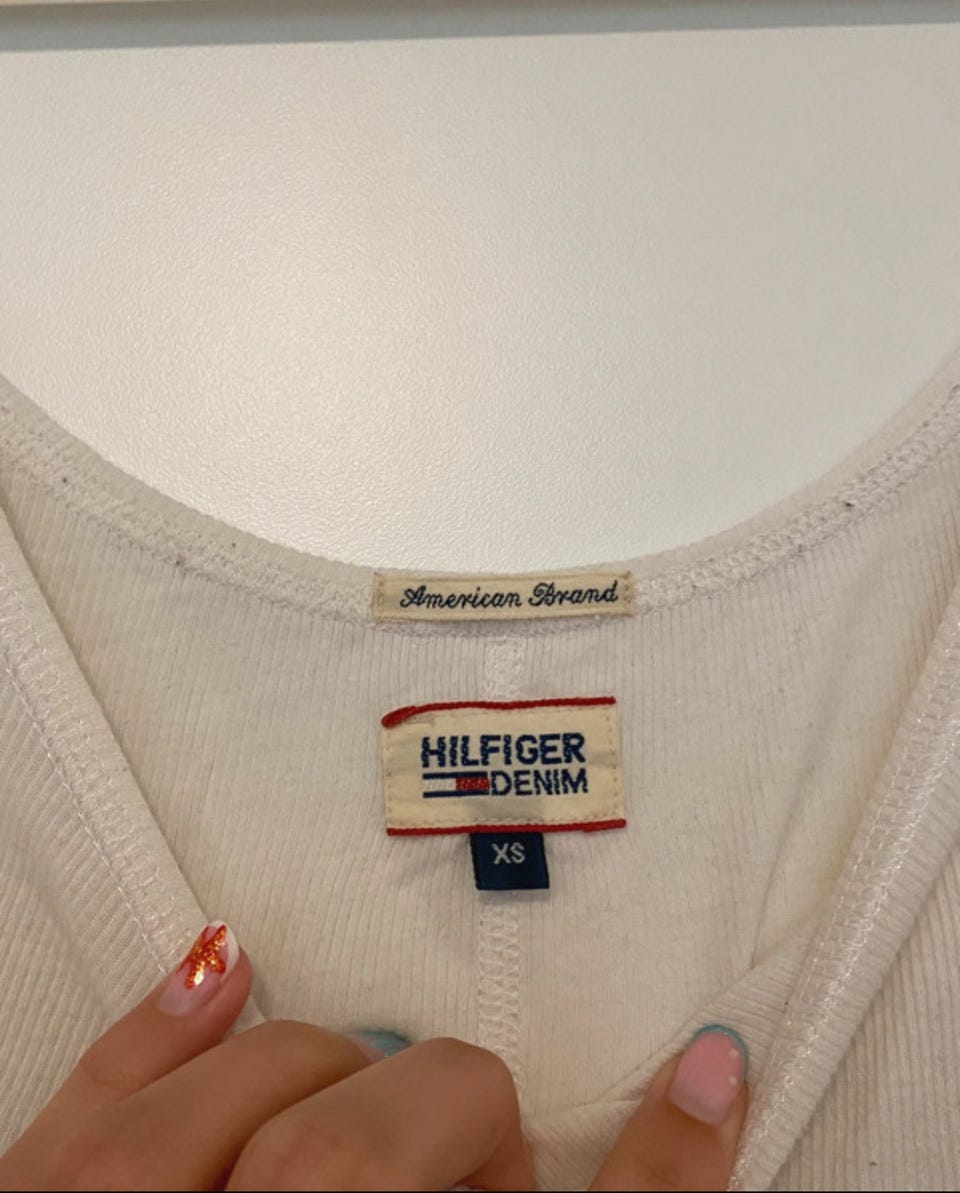 American Brand
HILFIGER
DENIM
XS